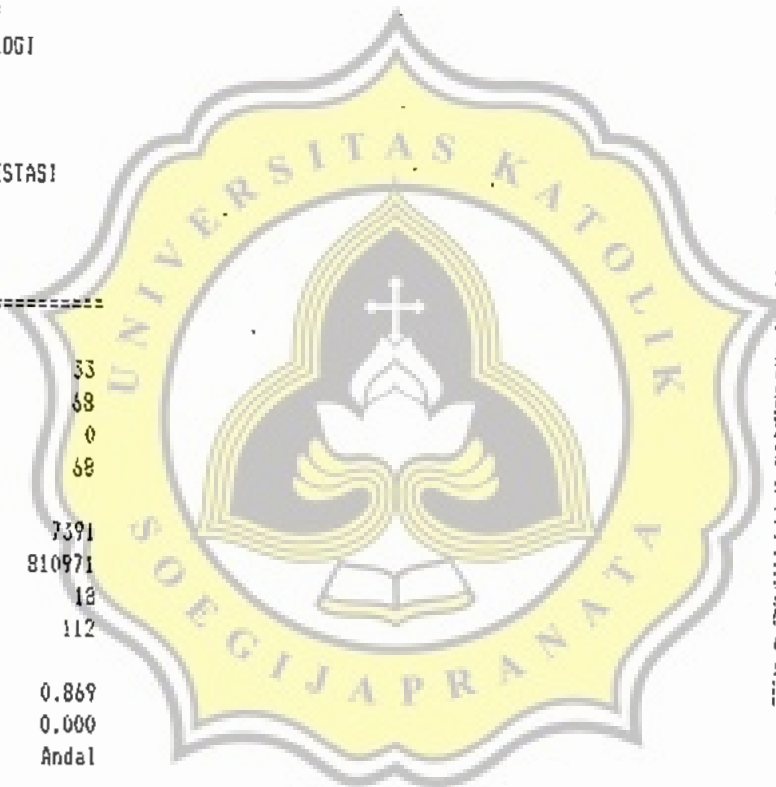 OGI
STASI
==========
33
68
0
68
7391
810971
18
112
0.869
0.000
Andal
UNIVERSITAS KATOLIK
SOEGIJAPRANATA